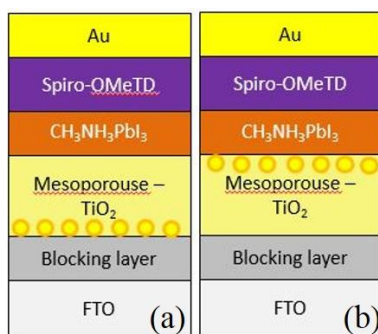 Au
Spiro-OMeTD
CH₃NH₃PbI₃
Mesoporouse –
TiO₂
Blocking layer
FTO
(a)
Au
Spiro-OMeTD
CH₃NH₃PbI₃
Mesoporouse –
TiO₂
Blocking layer
FTO
(b)